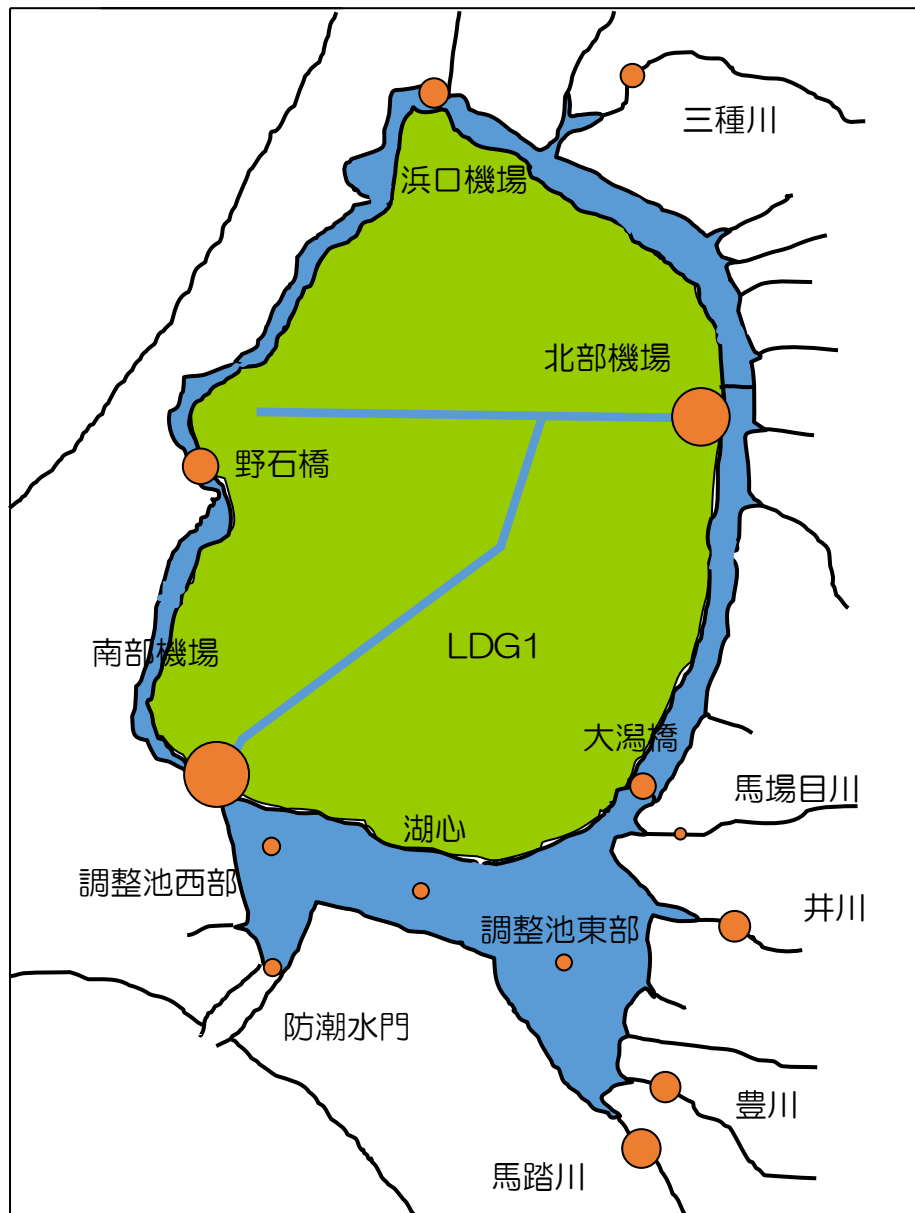 三種川
浜口機場
北部機場
野石橋
LDG1
南部機場
大潟橋
馬場目川
湖心
調整池西部
井川
調整池東部
防潮水門
豊川
馬踏川